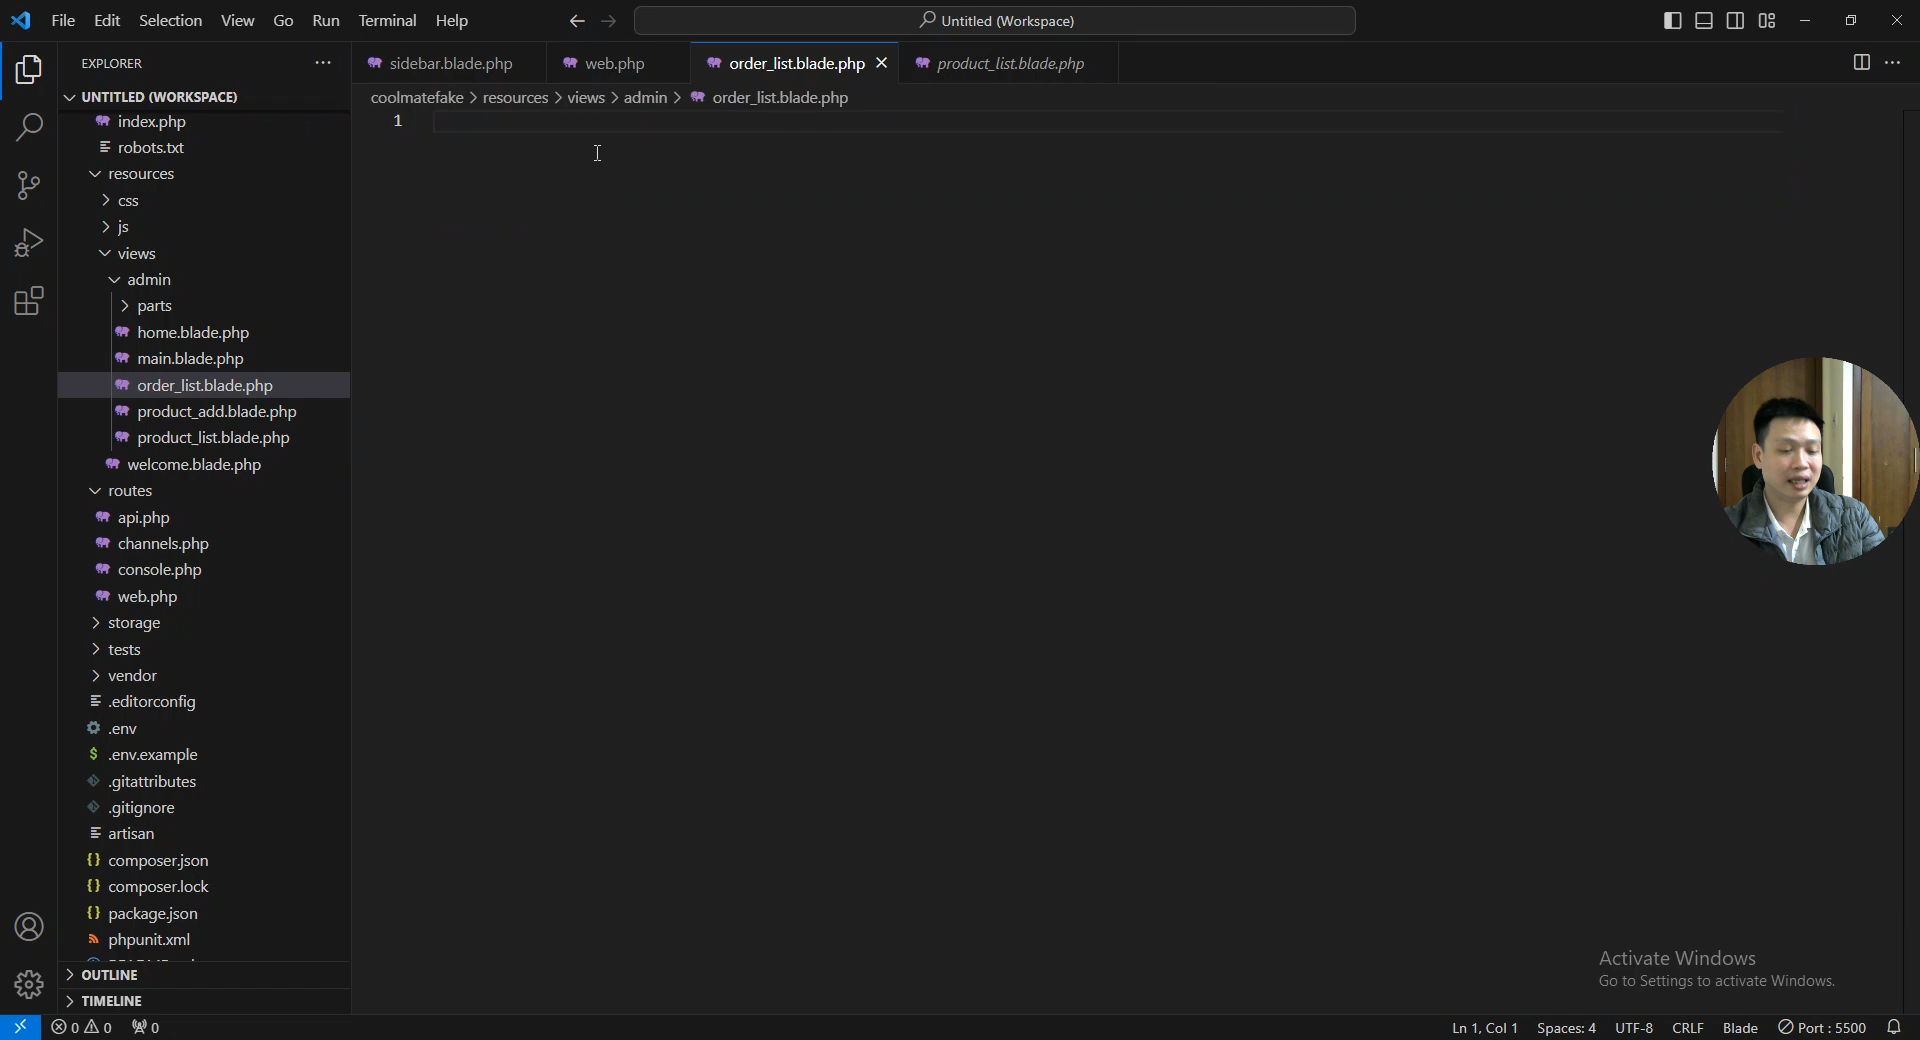 File Edit Selection View Go Run Terminal Help
Untitled (Workspace)
EXPLORER
sidebar.blade.php
web.php
order_list.blade.php
product_list.blade.php
UNTITLED (WORKSPACE)
coolmatefake > resources > views > admin > order_list.blade.php
1
index.php
robots.txt
resources
css
js
views
admin
parts
home.blade.php
main.blade.php
order_list.blade.php
product_add.blade.php
product_list.blade.php
welcome.blade.php
routes
api.php
channels.php
console.php
web.php
storage
tests
vendor
.editorconfig
.env
.env.example
.gitattributes
.gitignore
artisan
composer.json
composer.lock
package.json
phpunit.xml
OUTLINE
TIMELINE
Activate Windows
Go to Settings to activate Windows.
0 0 0
Ln 1, Col 1 Spaces: 4 UTF-8 CRLF Blade Port : 5500